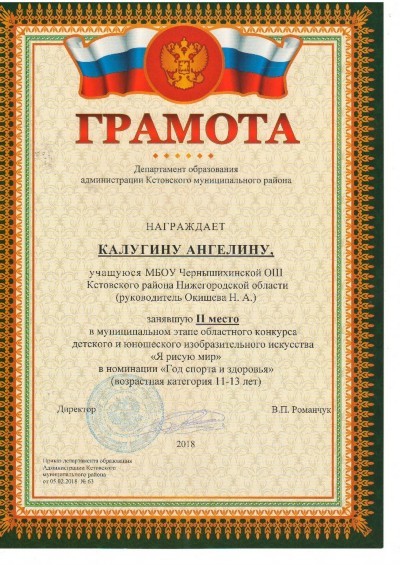 ГРАМОТА
Департамент образования
администрации Кстовского муниципального района
НАГРАЖДАЕТ
КАЛУГИНУ АНГЕЛИНУ,
учащуюся МБОУ Чернышихинской ОШ
Кстовского района Нижегородской области
(руководитель Окишева Н. А.)
занявшую II место
в муниципальном этапе областного конкурса
детского и юношеского изобразительного искусства
«Я рисую мир»
в номинации «Год спорта и здоровья»
(возрастная категория 11-13 лет)
Директор В.П. Романчук
2018
Приказ департамента образования
Администрации Кстовского
муниципального района
от 05.02.2018 № 63